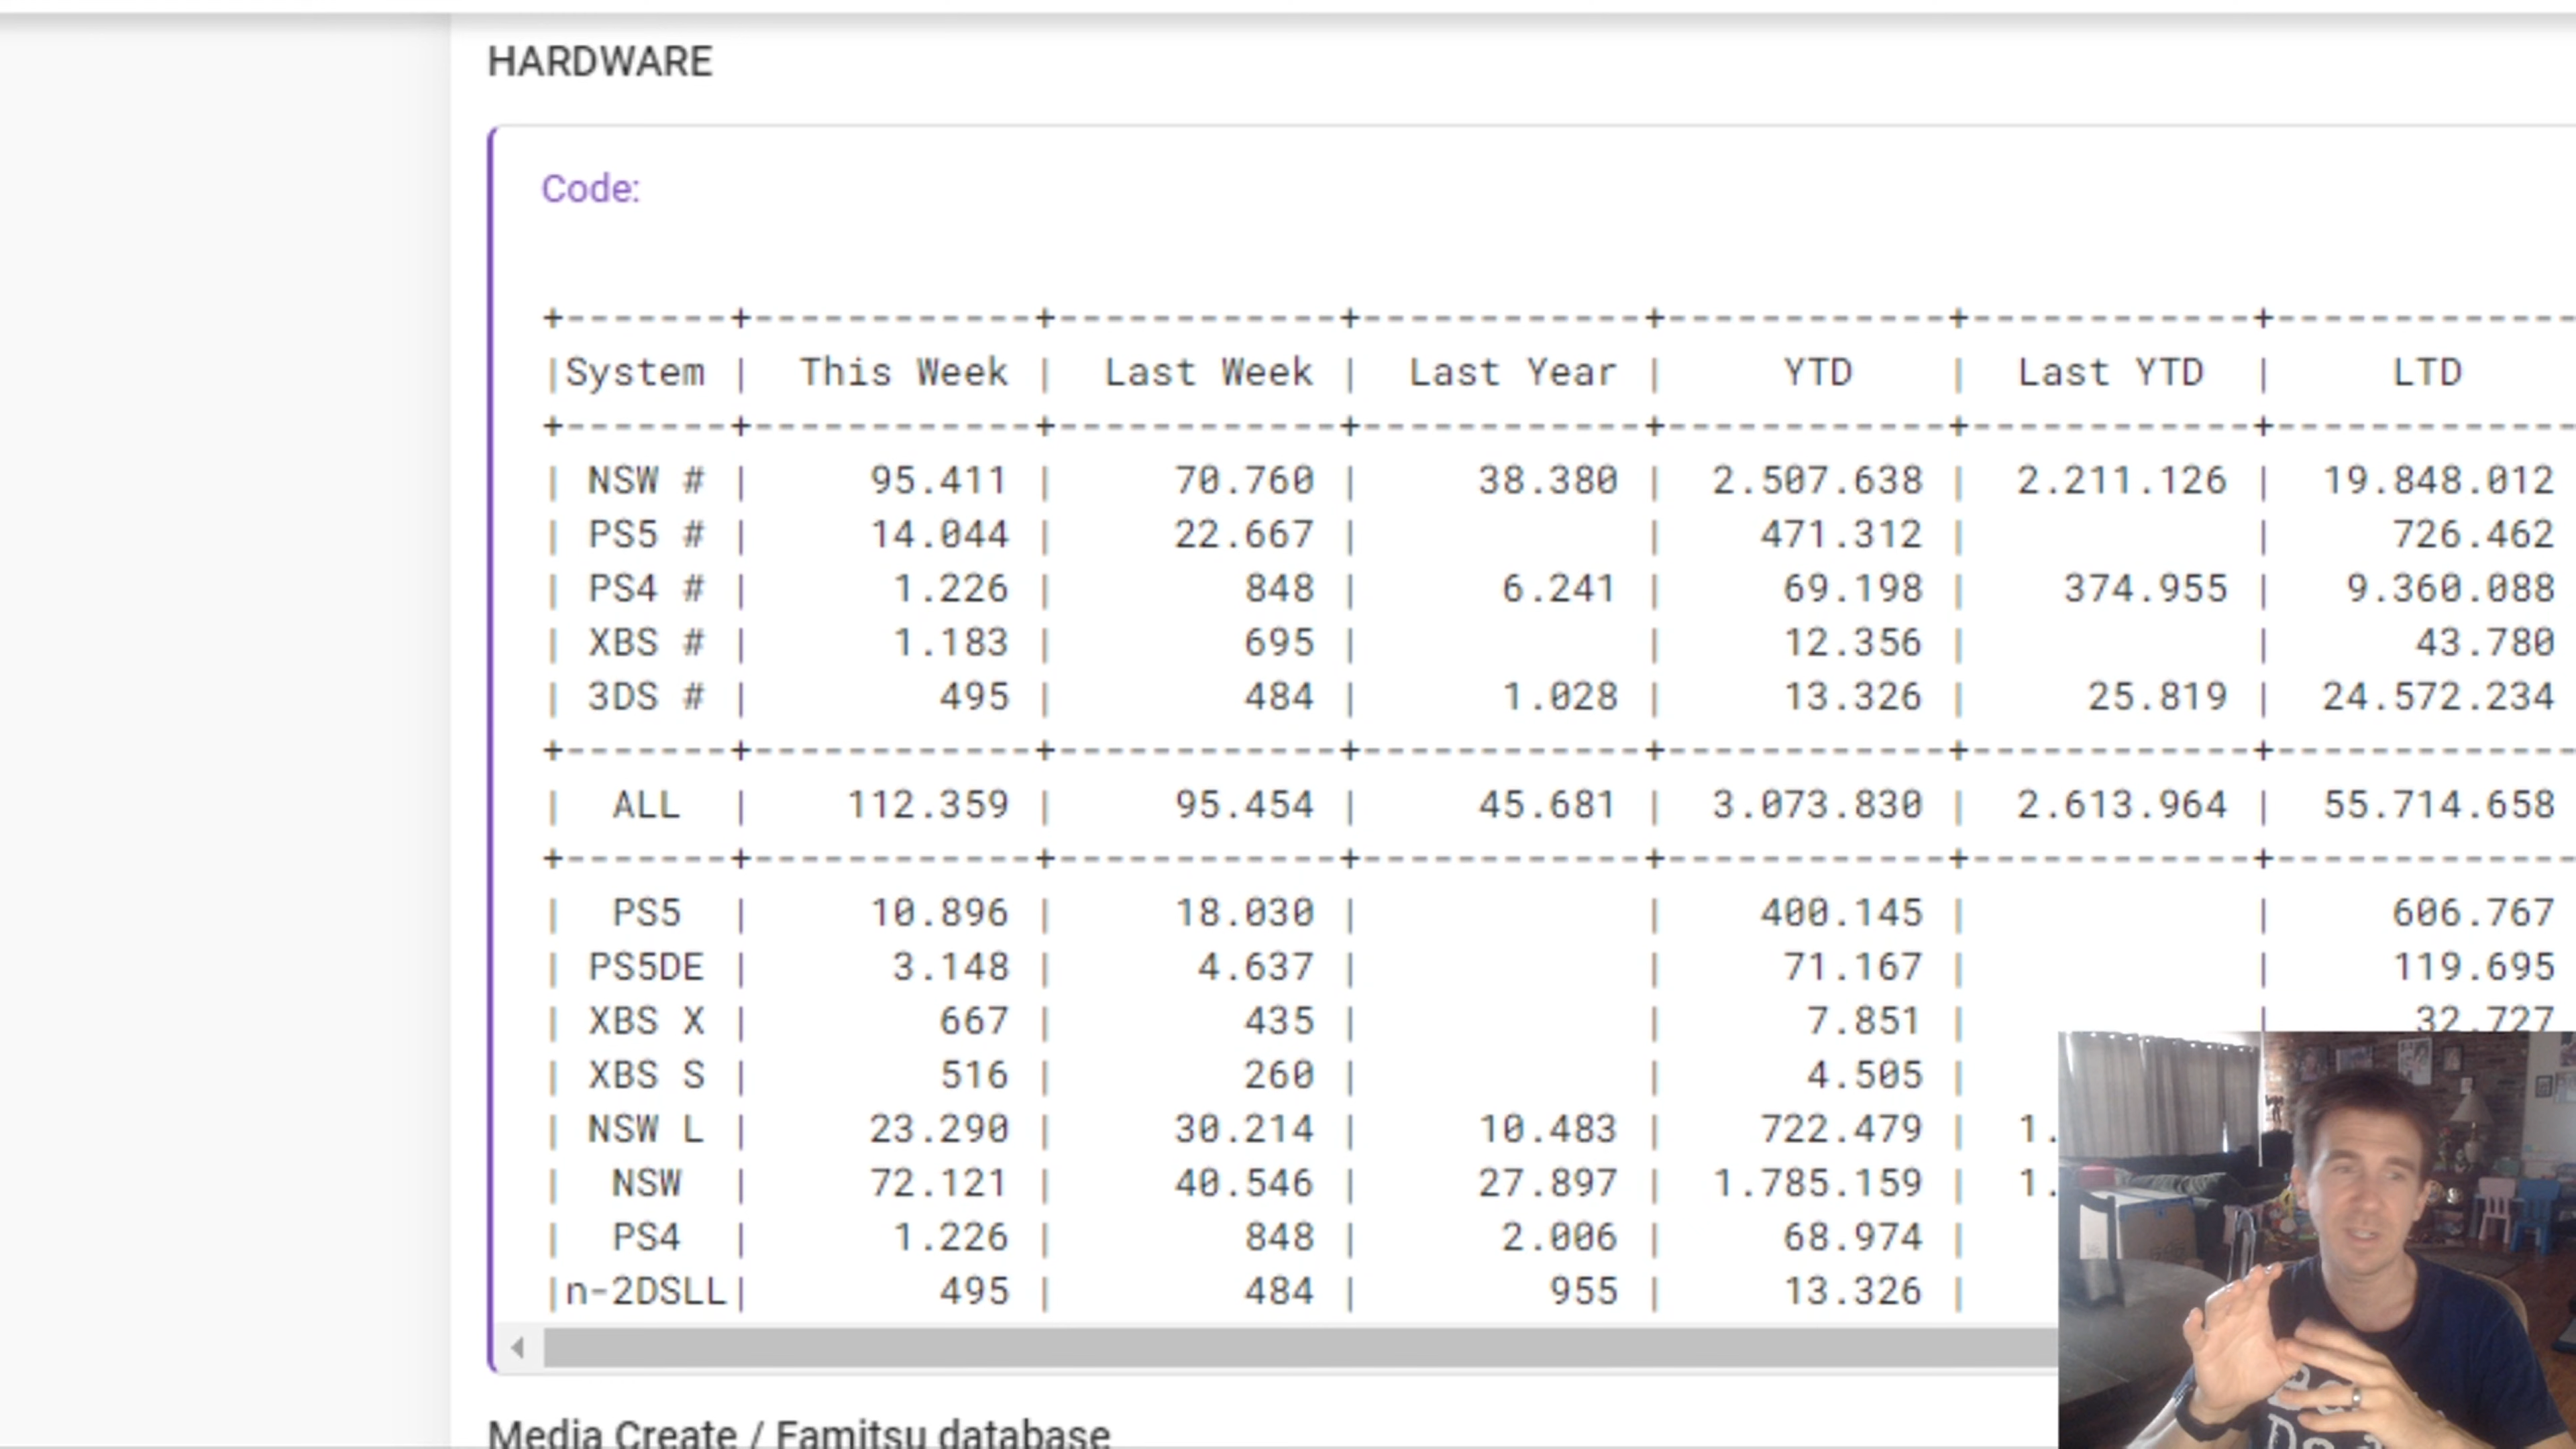 HARDWARE
Code:
+-------+------------+------------+------------+------------+------------+-------------
|System |  This Week |  Last Week |  Last Year |     YTD    |  Last YTD  |     LTD
+-------+------------+------------+------------+------------+------------+-------------
| NSW # |     95.411 |     70.760 |     38.380 |  2.507.638 |  2.211.126 |  19.848.012
| PS5 # |     14.044 |     22.667 |            |    471.312 |            |     726.462
| PS4 # |      1.226 |        848 |      6.241 |     69.198 |    374.955 |   9.360.088
| XBS # |      1.183 |        695 |            |     12.356 |            |      43.780
| 3DS # |        495 |        484 |      1.028 |     13.326 |     25.819 |  24.572.234
+-------+------------+------------+------------+------------+------------+-------------
|  ALL  |    112.359 |     95.454 |     45.681 |  3.073.830 |  2.613.964 |  55.714.658
+-------+------------+------------+------------+------------+------------+-------------
|  PS5  |     10.896 |     18.030 |            |    400.145 |            |     606.767
| PS5DE |      3.148 |      4.637 |            |     71.167 |            |     119.695
| XBS X |        667 |        435 |            |      7.851 |            |      32.727
| XBS S |        516 |        260 |            |      4.505 |
| NSW L |     23.290 |     30.214 |     10.483 |    722.479 |  1.
|  NSW  |     72.121 |     40.546 |     27.897 |  1.785.159 |  1.
|  PS4  |      1.226 |        848 |      2.006 |     68.974 |
|n-2DSLL|        495 |        484 |        955 |     13.326 |
Media Create / Famitsu database